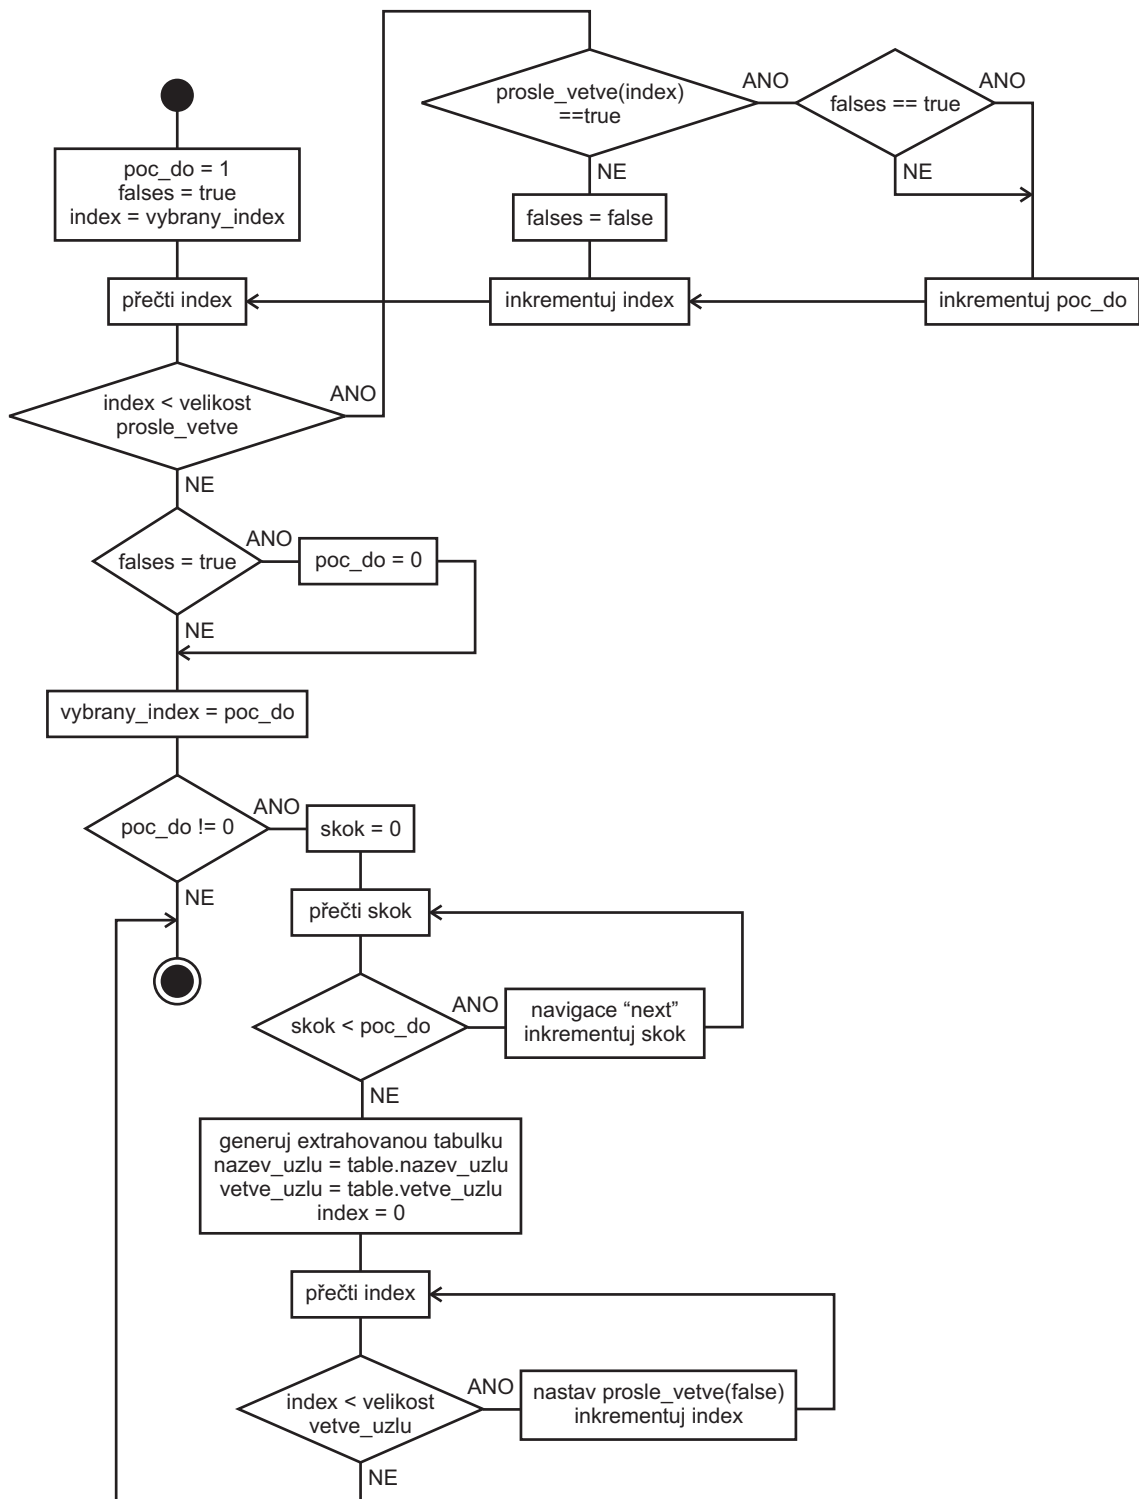 prosle_vetve(index)
==true
ANO
falses == true
ANO
NE
NE
poc_do = 1
falses = true
index = vybrany_index
falses = false
přečti index
inkrementuj index
inkrementuj poc_do
index < velikost
prosle_vetve
ANO
NE
falses = true
ANO
poc_do = 0
NE
vybrany_index = poc_do
poc_do != 0
ANO
skok = 0
NE
přečti skok
skok < poc_do
ANO
navigace “next”
inkrementuj skok
NE
generuj extrahovanou tabulku
nazev_uzlu = table.nazev_uzlu
vetve_uzlu = table.vetve_uzlu
index = 0
přečti index
index < velikost
vetve_uzlu
ANO
nastav prosle_vetve(false)
inkrementuj index
NE